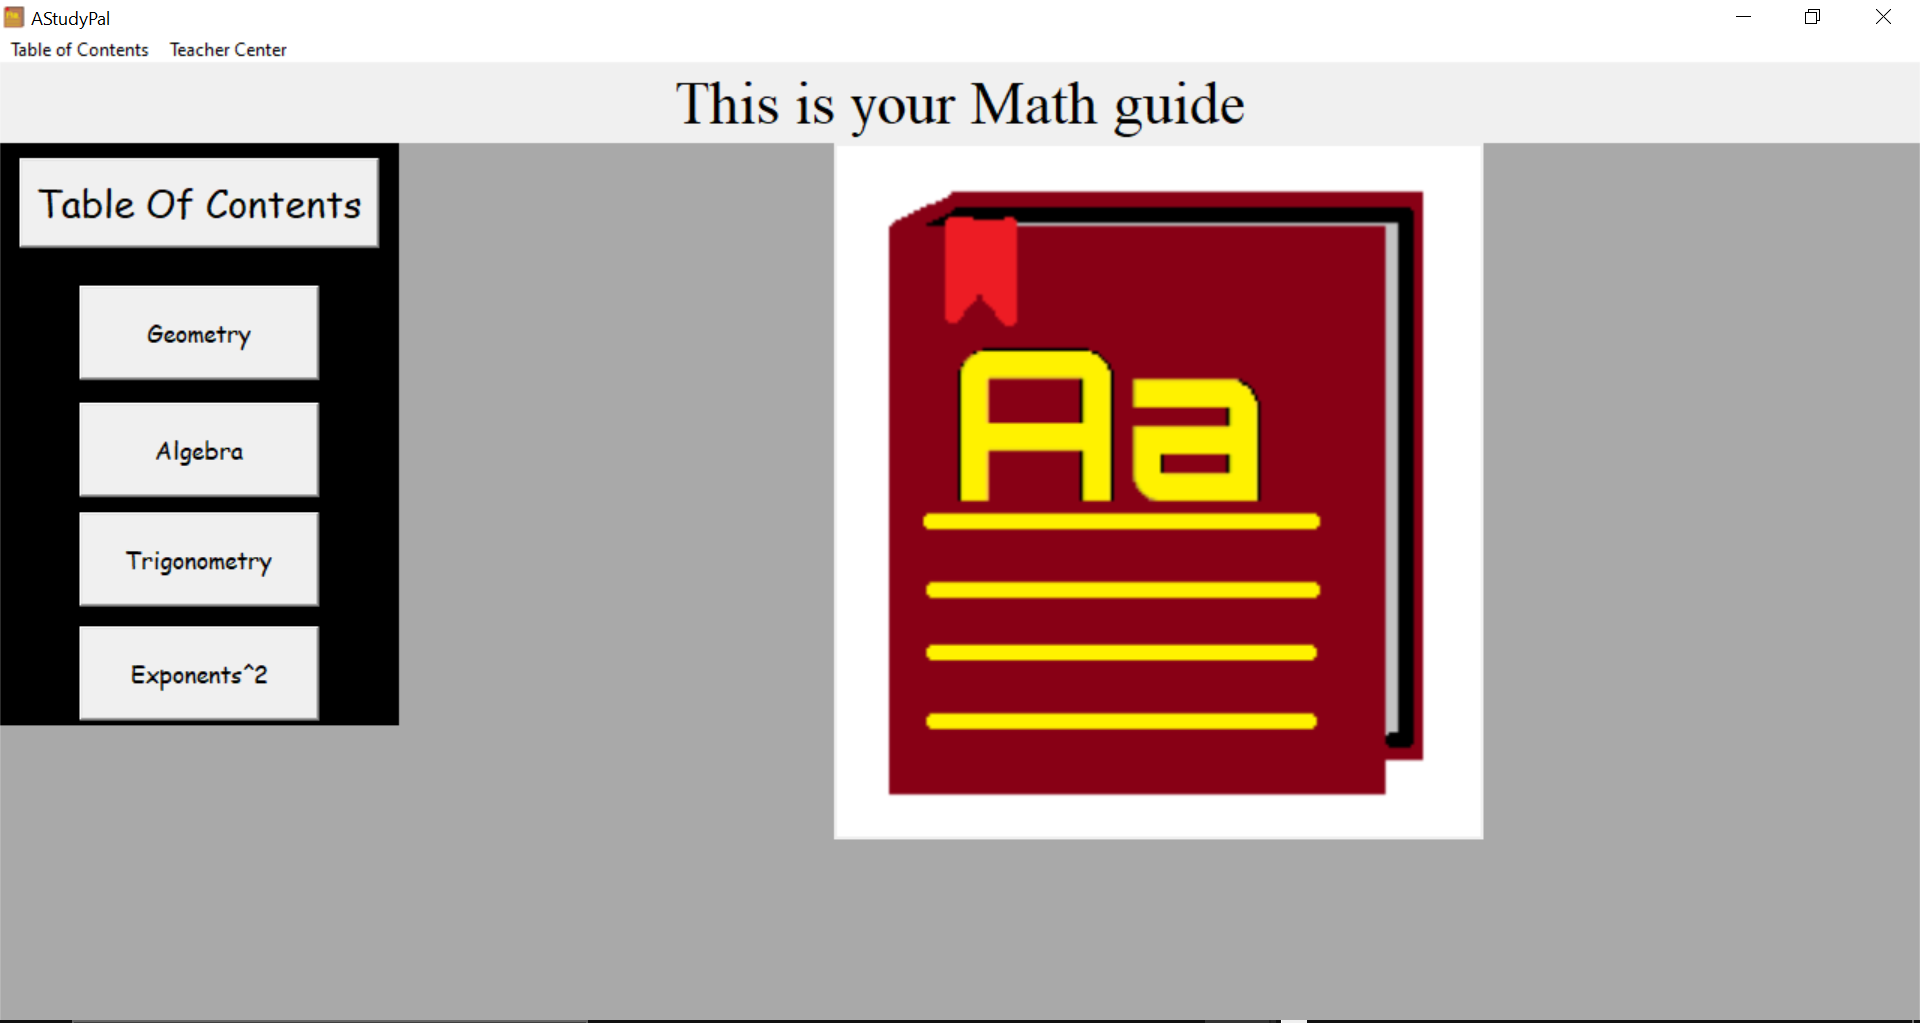 AStudyPal
Table of Contents Teacher Center
This is your Math guide
Table Of Contents
Geometry
Algebra
Trigonometry
Exponents^2
Aa